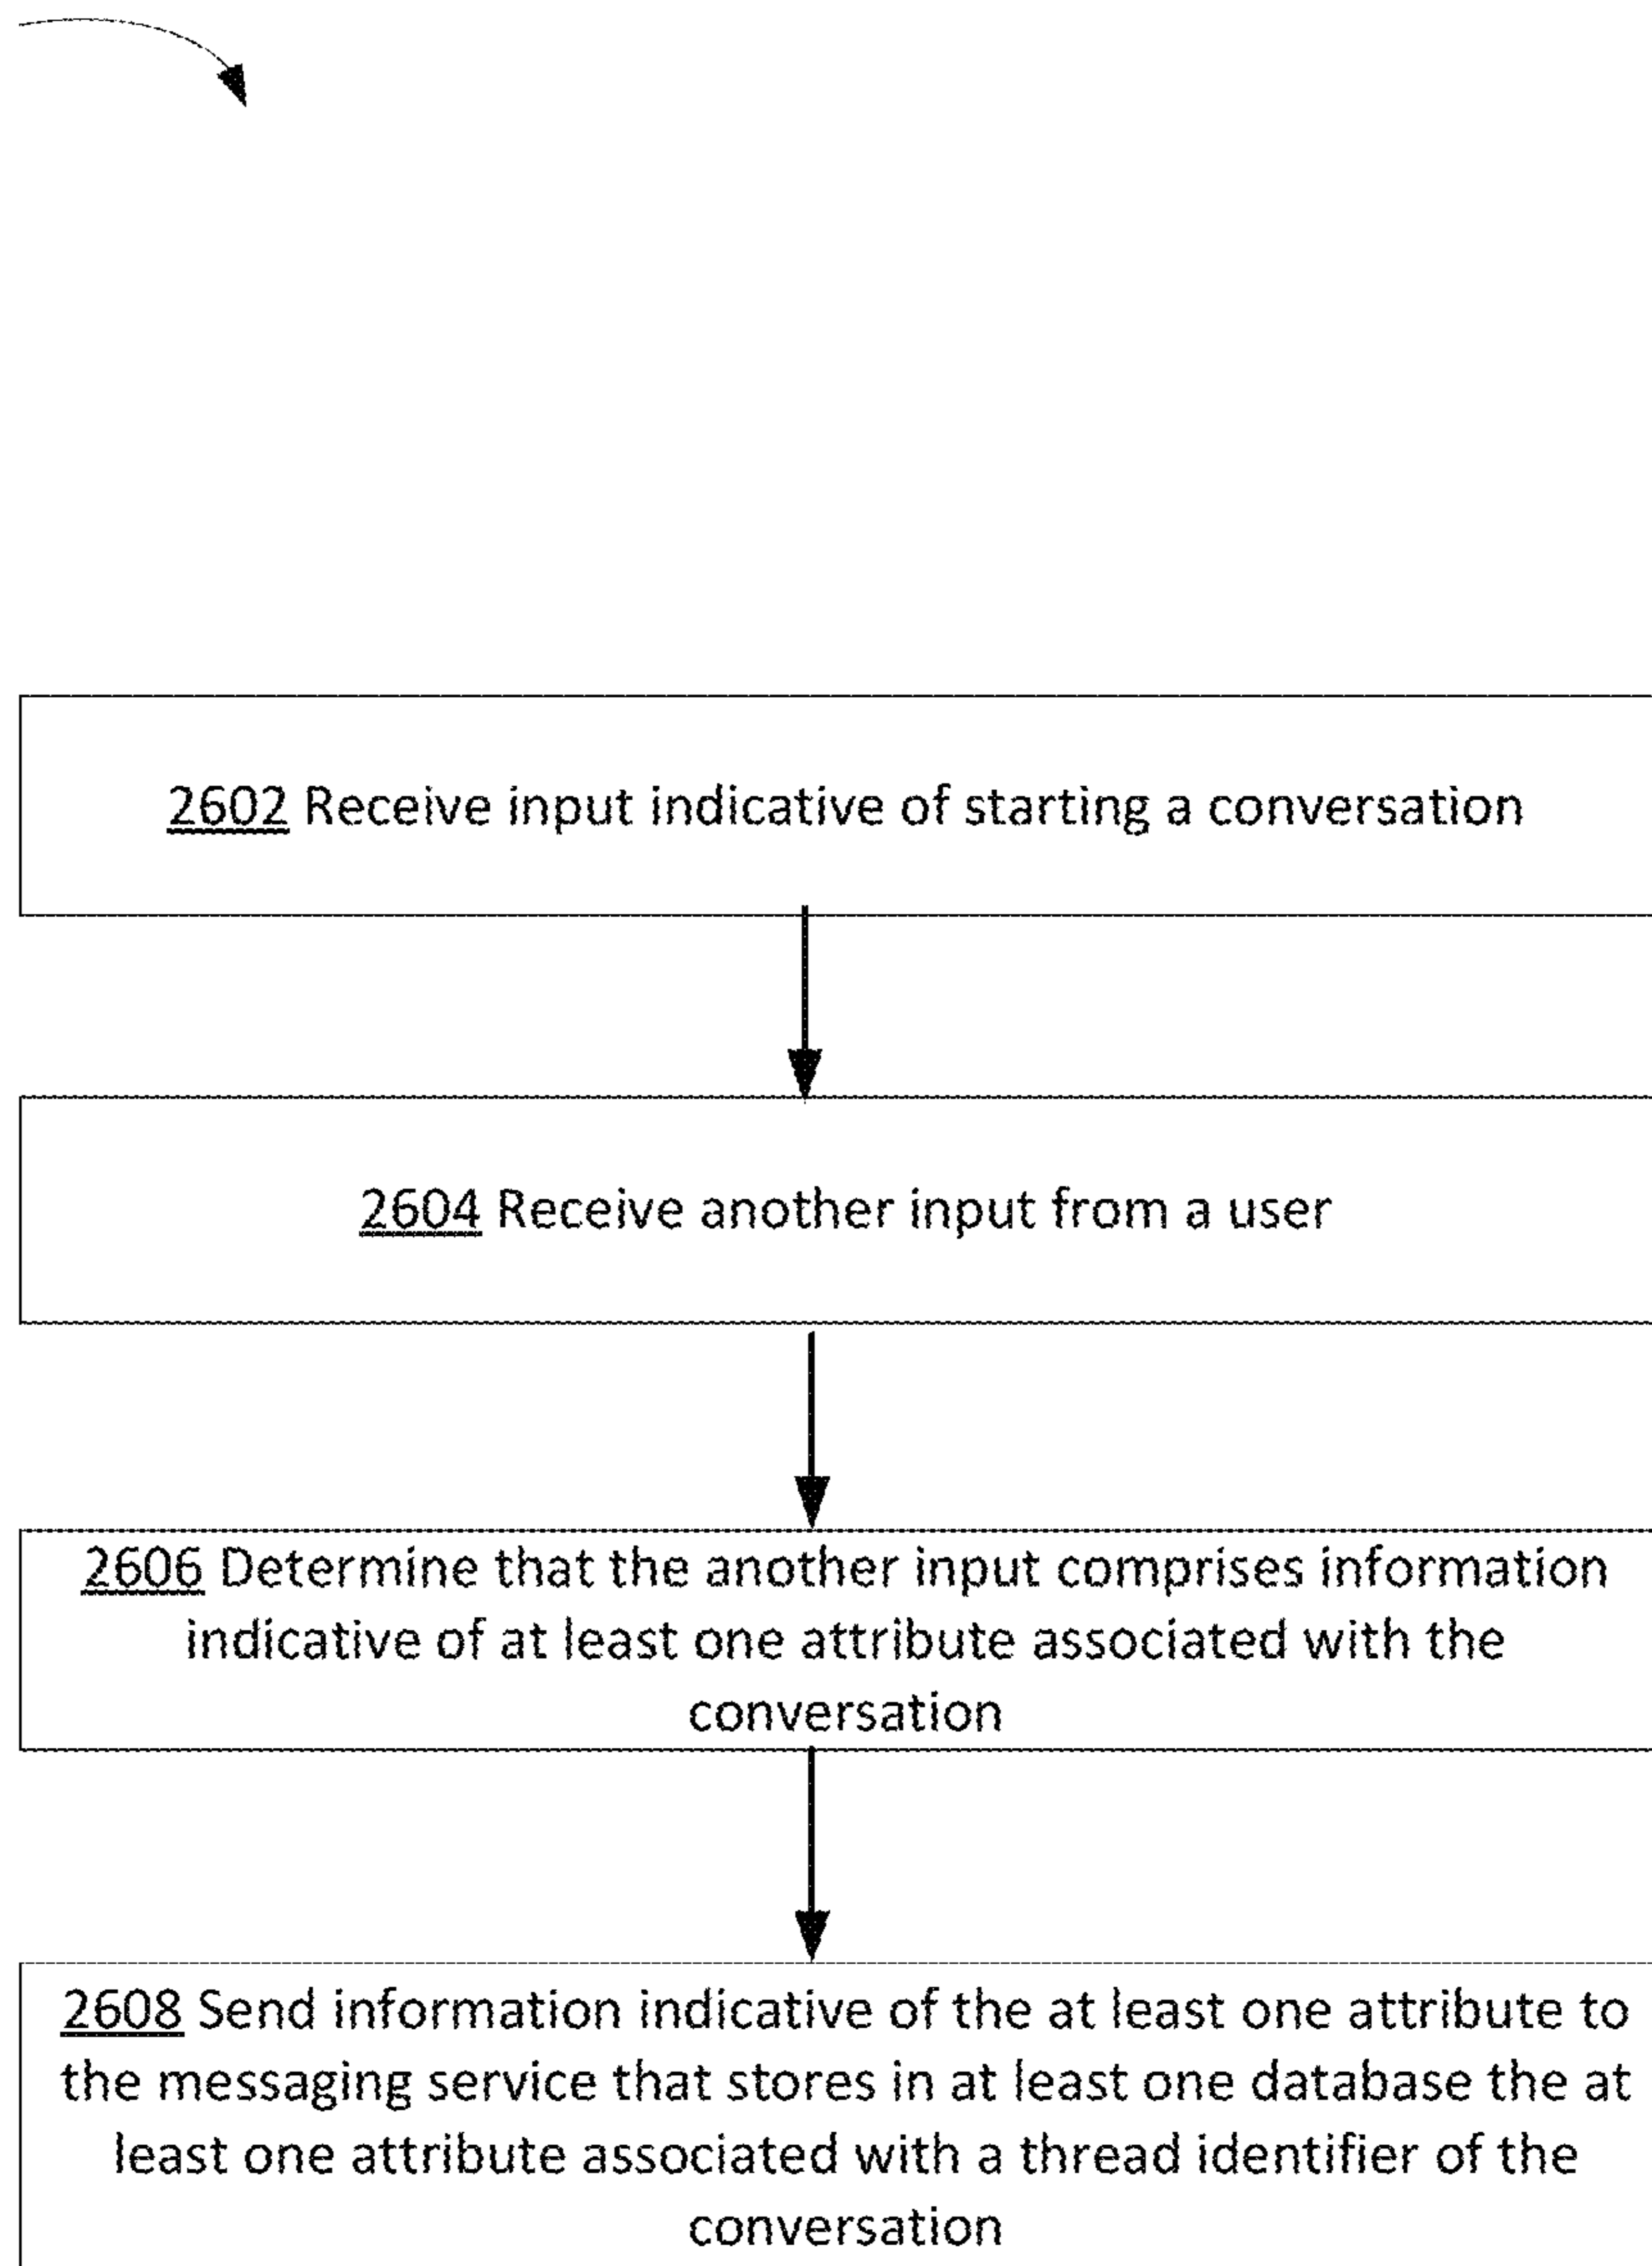 2602 Receive input indicative of starting a conversation
2604 Receive another input from a user
2606 Determine that the another input comprises information
indicative of at least one attribute associated with the
conversation
2608 Send information indicative of the at least one attribute to
the messaging service that stores in at least one database the at
least one attribute associated with a thread identifier of the
conversation